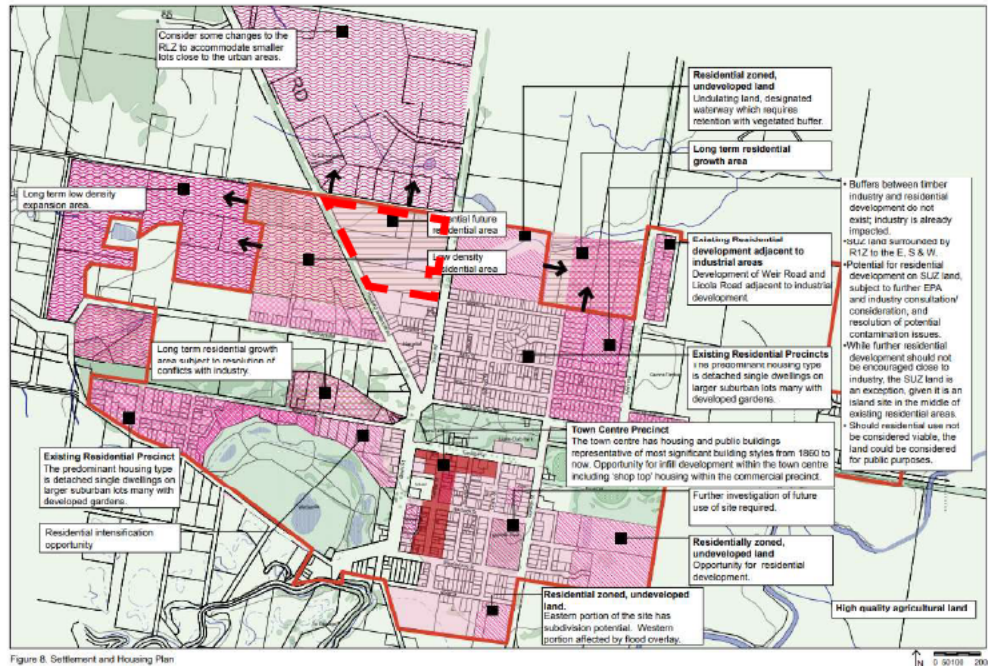 Consider some changes to the
RLZ to accommodate smaller
lots close to the urban areas.
RD
Residential zoned,
undeveloped land
Undulating land, designated
waterway which requires
retention with vegetated buffer.
Long term residential
growth area
Long term low density
expansion area.
future
residential area
Low density
residential area
Existing Residential
development adjacent to
industrial areas
Development of Weir Road and
Licola Road adjacent to industrial
development.
• Buffers between timber
industry and residential
development do not
exist; industry is already
impacted.
•SUZ land surrounded by
R1Z to the E, S & W.
•Potential for residential
development on SUZ land,
subject to further EPA
and industry consultation/
consideration, and
resolution of potential
contamination issues.
•While further residential
development should not
be encouraged close to
industry, the SUZ land is
an exception, given it is an
island site in the middle of
existing residential areas.
• Should residential use not
be considered viable, the
land could be considered
for public purposes.
Long term residential growth
area subject to resolution of
conflicts with industry.
Existing Residential Precincts
The predominant housing type
is detached single dwellings on
larger suburban lots many with
developed gardens.
Town Centre Precinct
The town centre has housing and public buildings
representative of most significant building styles from 1860 to
now. Opportunity for infill development within the town centre
including 'shop top' housing within the commercial precinct.
Existing Residential Precinct
The predominant housing type
is detached single dwellings on
larger suburban lots many with
developed gardens.
Further investigation of future
use of site required.
Residential intensification
opportunity
Residentially zoned,
undeveloped land
Opportunity for residential
development.
Residential zoned, undeveloped
land.
Eastern portion of the site has
subdivision potential. Western
portion affected by flood overlay.
High quality agricultural land
Figure 8. Settlement and Housing Plan
N
0 50100 200